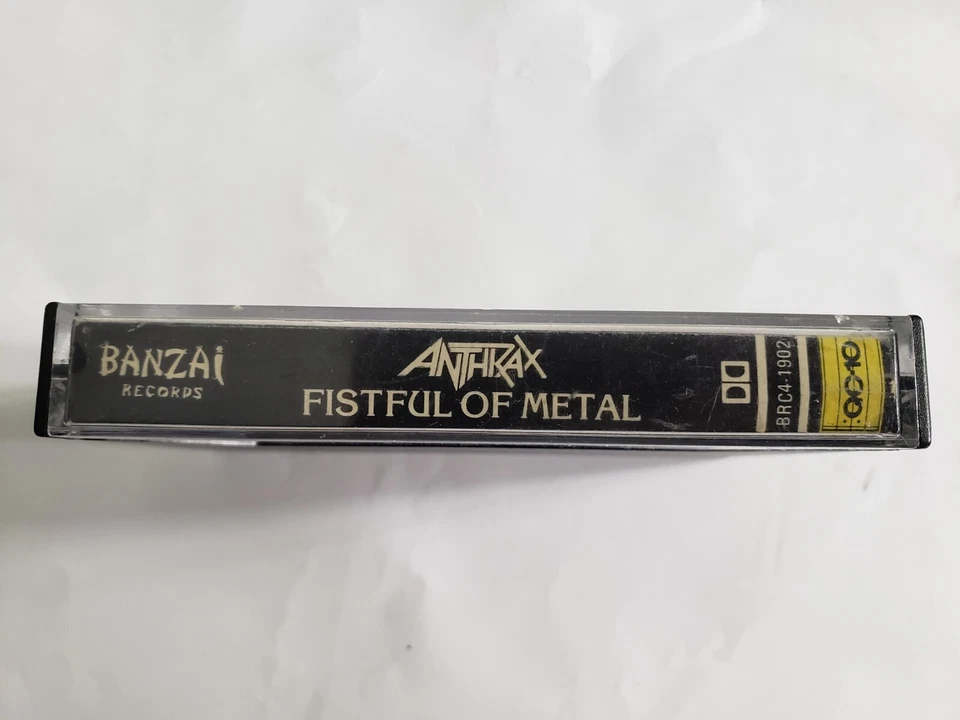 BANZAi
RECORDS
ANTHRAX
FISTFUL OF METAL
BRC4-1902